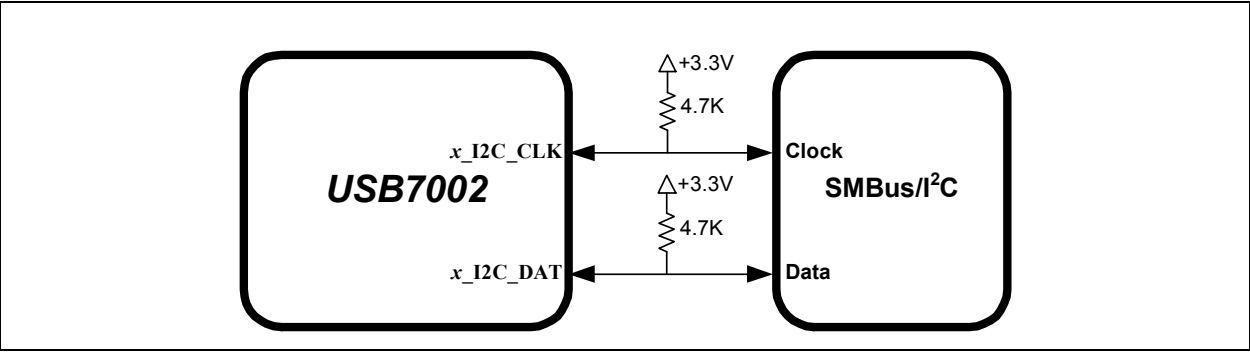 +3.3V
4.7K
x_I2C_CLK
Clock
USB7002
+3.3V
SMBus/I²C
4.7K
x_I2C_DAT
Data